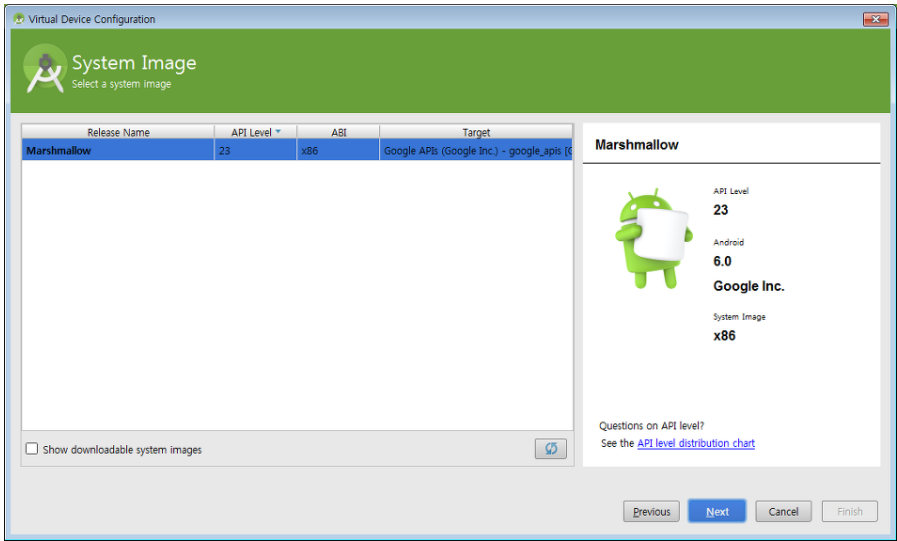 Virtual Device Configuration
System Image
Select a system image
Release Name API Level ABI Target
Marshmallow 23 x86 Google APIs (Google Inc.) - google_apis [G
Show downloadable system images
Marshmallow
API Level
23
Android
6.0
Google Inc.
System Image
x86
Questions on API level?
See the API level distribution chart
Previous Next Cancel Finish